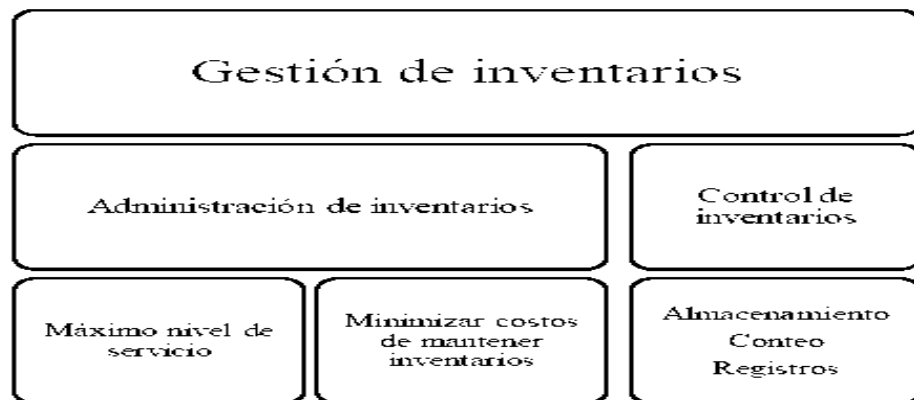 Gestión de inventarios
Administración de inventarios
Control de
inventarios
Máximo nivel de
servicio
Minimizar costos
de mantener
inventarios
Almacenamiento
Conteo
Registros